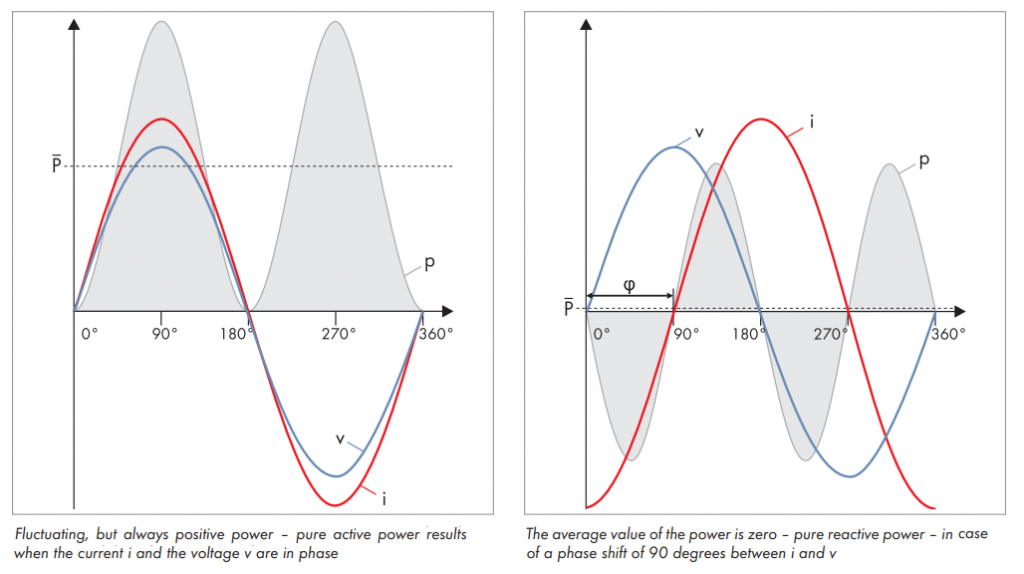 P̅
v
i
p
0°
90°
180°
270°
360°
Fluctuating, but always positive power – pure active power results
when the current i and the voltage v are in phase
v
i
p
φ
P̅
0°
90°
180°
270°
360°
The average value of the power is zero – pure reactive power – in case
of a phase shift of 90 degrees between i and v